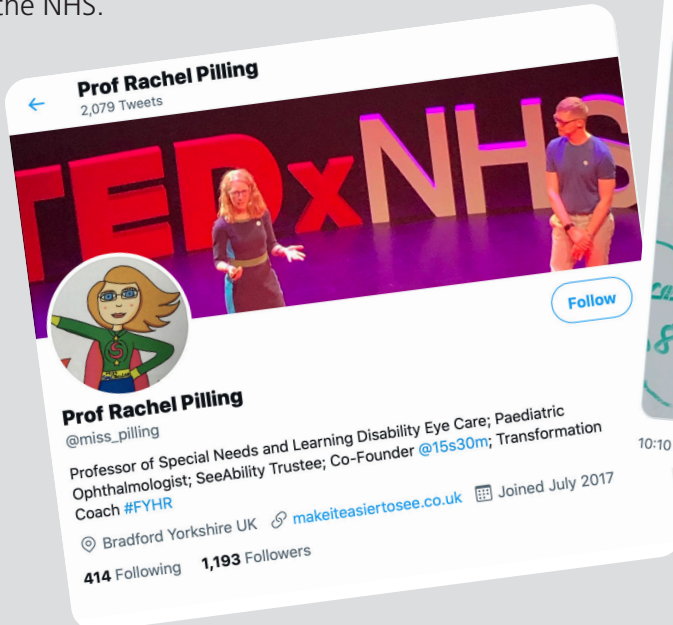 the NHS.
Prof Rachel Pilling
2,079 Tweets
TEDxNHS
S
Follow
Prof Rachel Pilling
@miss_pilling
Professor of Special Needs and Learning Disability Eye Care; Paediatric
Ophthalmologist; SeeAbility Trustee; Co-Founder @15s30m; Transformation
Coach #FYHR
Bradford Yorkshire UK makeiteasiertosee.co.uk Joined July 2017
414 Following 1,193 Followers
10:10